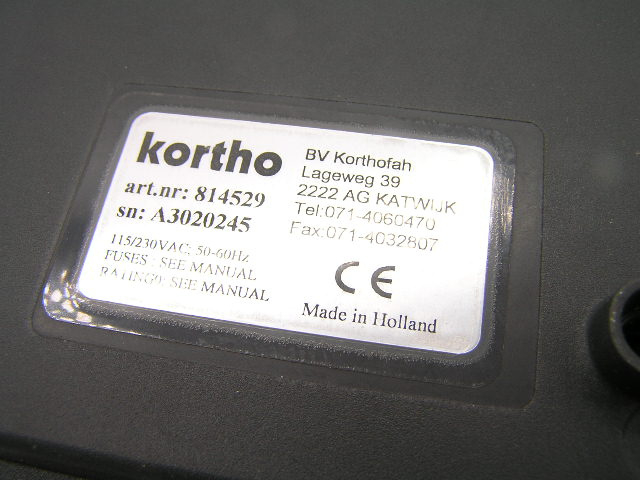 kortho
art.nr: 814529
sn: A3020245
115/230VAC; 50-60Hz
FUSES : SEE MANUAL
SEE MANUAL
BV Korthofah
Lageweg 39
2222 AG KATWIJK
Tel:071-4060470
Fax:071-4032807
CE
Made in Holland